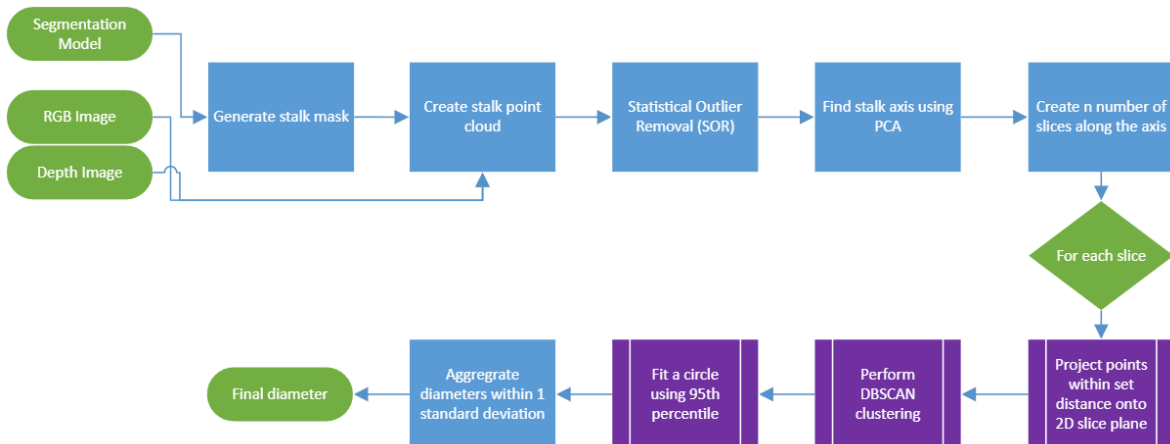 Segmentation
Model
RGB Image
Depth Image
Generate stalk mask
Create stalk point
cloud
Statistical Outlier
Removal (SOR)
Find stalk axis using
PCA
Create n number of
slices along the axis
For each slice
Project points
within set
distance onto
2D slice plane
Perform
DBSCAN
clustering
Fit a circle
using 95th
percentile
Aggregrate
diameters within 1
standard deviation
Final diameter